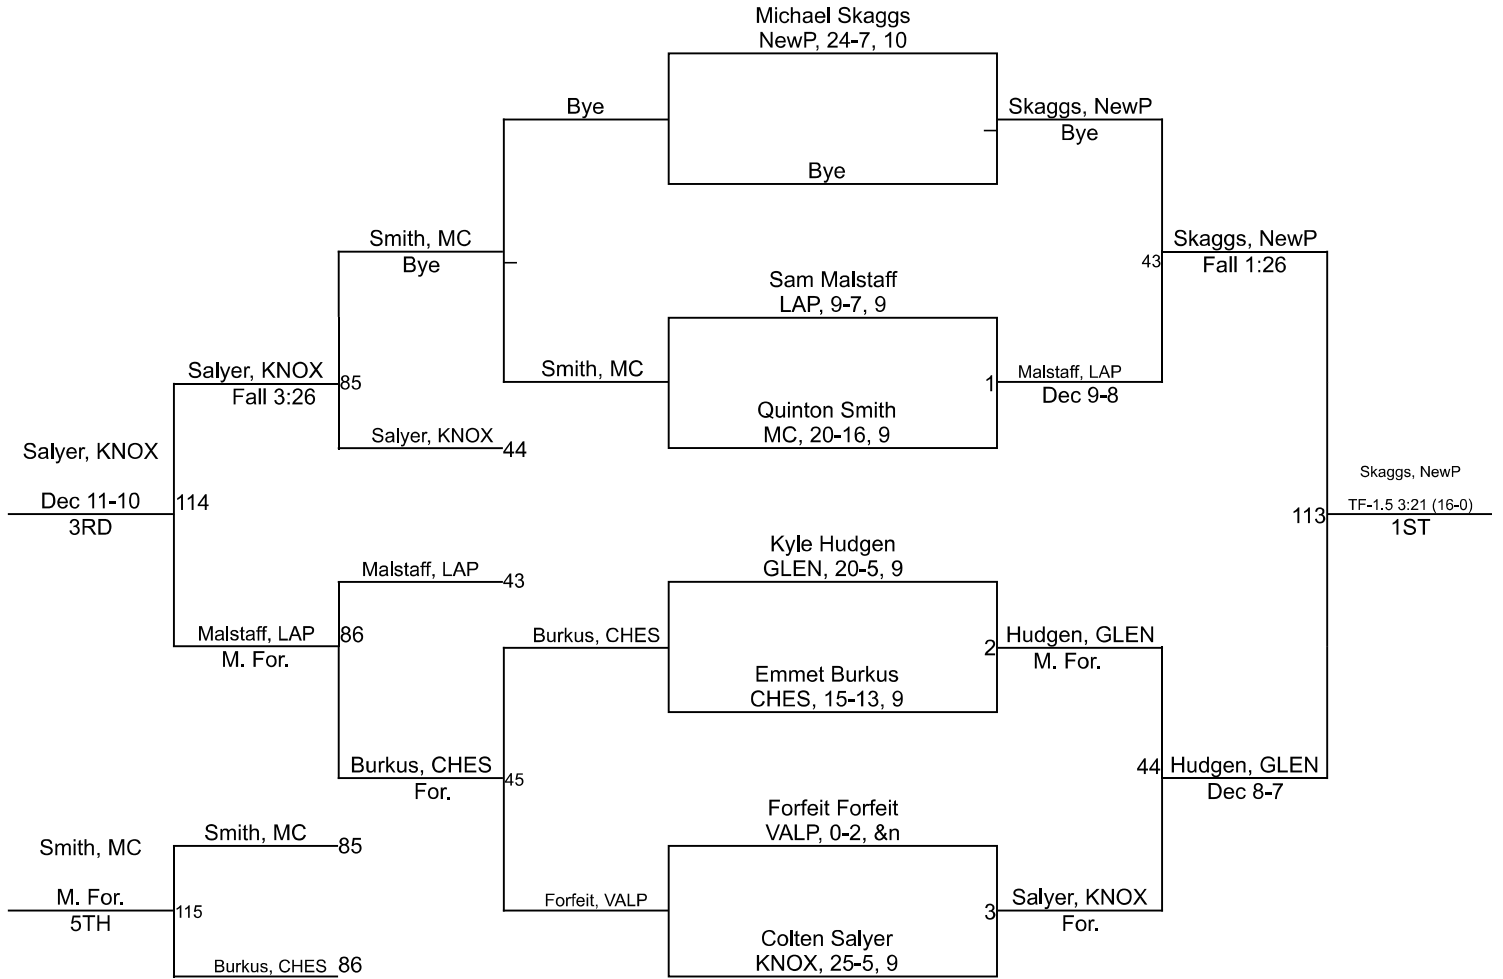 Michael Skaggs
NewP, 24-7, 10
Bye
Skaggs, NewP
Bye
Bye
Smith, MC
Bye
Skaggs, NewP
43
Fall 1:26
Sam Malstaff
LAP, 9-7, 9
Salyer, KNOX
85
Fall 3:26
Smith, MC
1
Malstaff, LAP
Dec 9-8
Quinton Smith
MC, 20-16, 9
Salyer, KNOX
44
Salyer, KNOX
Dec 11-10
114
3RD
Skaggs, NewP
113
TF-1.5 3:21 (16-0)
1ST
Kyle Hudgen
GLEN, 20-5, 9
Malstaff, LAP
43
Malstaff, LAP
86
M. For.
Burkus, CHES
2
Hudgen, GLEN
M. For.
Emmet Burkus
CHES, 15-13, 9
Burkus, CHES
45
For.
44
Hudgen, GLEN
Dec 8-7
Forfeit Forfeit
VALP, 0-2, &n
Smith, MC
Smith, MC
85
M. For.
115
5TH
Forfeit, VALP
3
Salyer, KNOX
For.
Colten Salyer
KNOX, 25-5, 9
Burkus, CHES
86